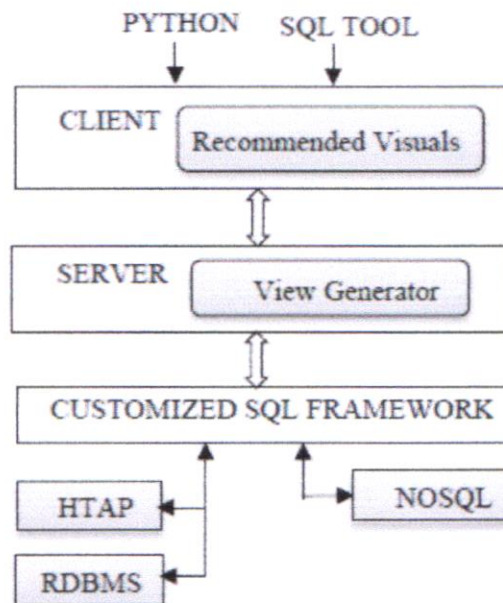 PYTHON
SQL TOOL
CLIENT
Recommended Visuals
SERVER
View Generator
CUSTOMIZED SQL FRAMEWORK
HTAP
NOSQL
RDBMS